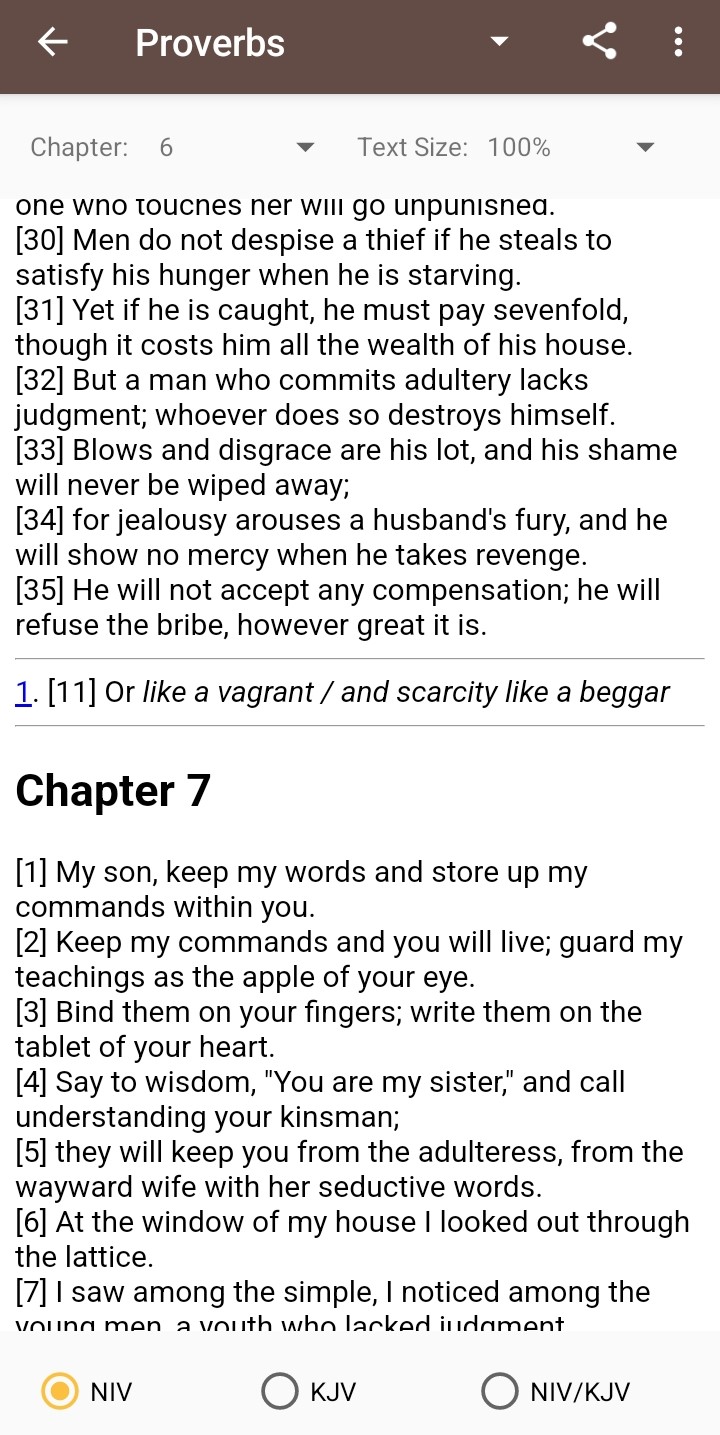 Proverbs
Chapter: 6 Text Size: 100%
one who touches her will go unpunished.
[30] Men do not despise a thief if he steals to
satisfy his hunger when he is starving.
[31] Yet if he is caught, he must pay sevenfold,
though it costs him all the wealth of his house.
[32] But a man who commits adultery lacks
judgment; whoever does so destroys himself.
[33] Blows and disgrace are his lot, and his shame
will never be wiped away;
[34] for jealousy arouses a husband's fury, and he
will show no mercy when he takes revenge.
[35] He will not accept any compensation; he will
refuse the bribe, however great it is.
1. [11] Or like a vagrant / and scarcity like a beggar
Chapter 7
[1] My son, keep my words and store up my
commands within you.
[2] Keep my commands and you will live; guard my
teachings as the apple of your eye.
[3] Bind them on your fingers; write them on the
tablet of your heart.
[4] Say to wisdom, "You are my sister," and call
understanding your kinsman;
[5] they will keep you from the adulteress, from the
wayward wife with her seductive words.
[6] At the window of my house I looked out through
the lattice.
[7] I saw among the simple, I noticed among the
young men, a youth who lacked judgment
NIV KJV NIV/KJV